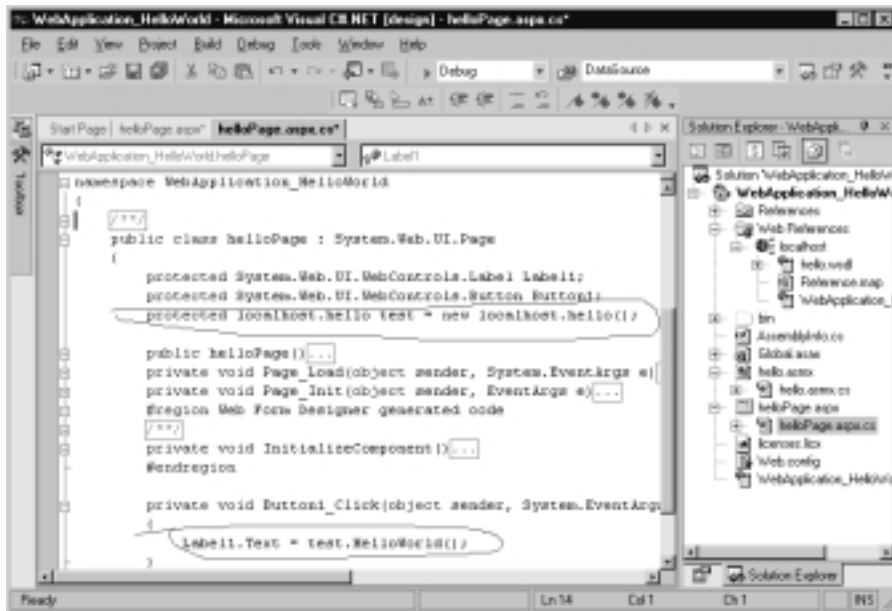 WebApplication_HelloWorld - Microsoft Visual C#.NET [design] - helloPage.aspx.cs*
File Edit View Project Build Debug Tools Window Help
Debug DataSource
Start Page helloPage.aspx* helloPage.aspx.cs*
WebApplication_HelloWorld.helloPage Label1
Toolbox
namespace WebApplication_HelloWorld
{
/**/
public class helloPage : System.Web.UI.Page
{
protected System.Web.UI.WebControls.Label Label1;
protected System.Web.UI.WebControls.Button Button1;
protected localhost.hello test = new localhost.hello();
public helloPage()...
private void Page_Load(object sender, System.EventArgs e)
private void Page_Init(object sender, EventArgs e)...
#region Web Form Designer generated code
/**/
private void InitializeComponent()...
#endregion
private void Button1_Click(object sender, System.EventArgs
{
Label1.Text = test.HelloWorld();
}
Solution Explorer - WebAppli...
Solution 'WebApplication_HelloW
WebApplication_HelloW
References
Web References
localhost
hello.wsdl
Reference.map
WebApplication_
bin
AssemblyInfo.cs
Global.asax
hello.asmx
hello.asmx.cs
helloPage.aspx
helloPage.aspx.cs
licenses.licx
Web.config
WebApplication_HelloWo
Solution Explorer
Ready Ln 14 Col 1 Ch 1 INS